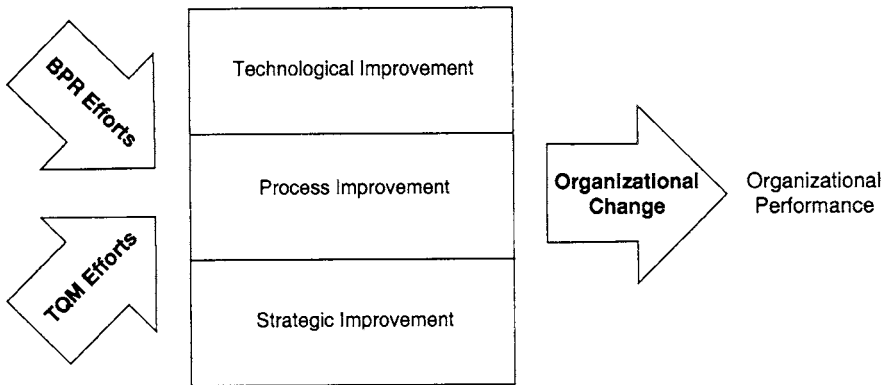 BPR Efforts
TQM Efforts
Technological Improvement
Process Improvement
Strategic Improvement
Organizational
Change
Organizational
Performance